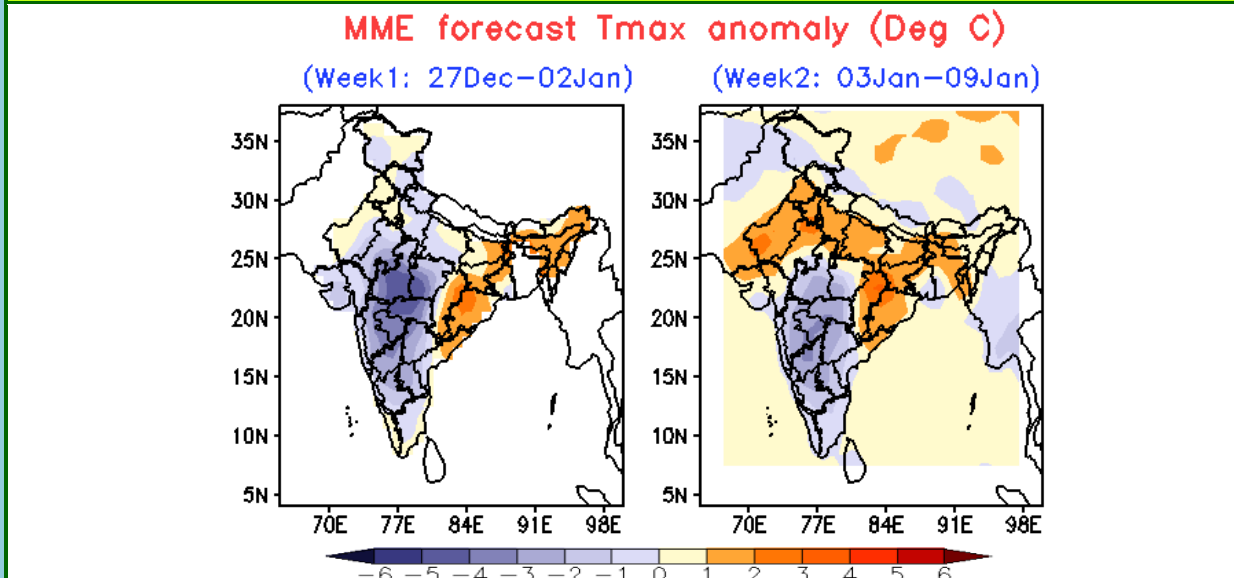 MME forecast Tmax anomaly (Deg C)
(Week1: 27Dec−02Jan)
(Week2: 03Jan−09Jan)
35N
30N
25N
20N
15N
10N
5N
70E 77E 84E 91E 98E
35N
30N
25N
20N
15N
10N
5N
70E 77E 84E 91E 98E
−6 −5 −4 −3 −2 −1 0 1 2 3 4 5 6